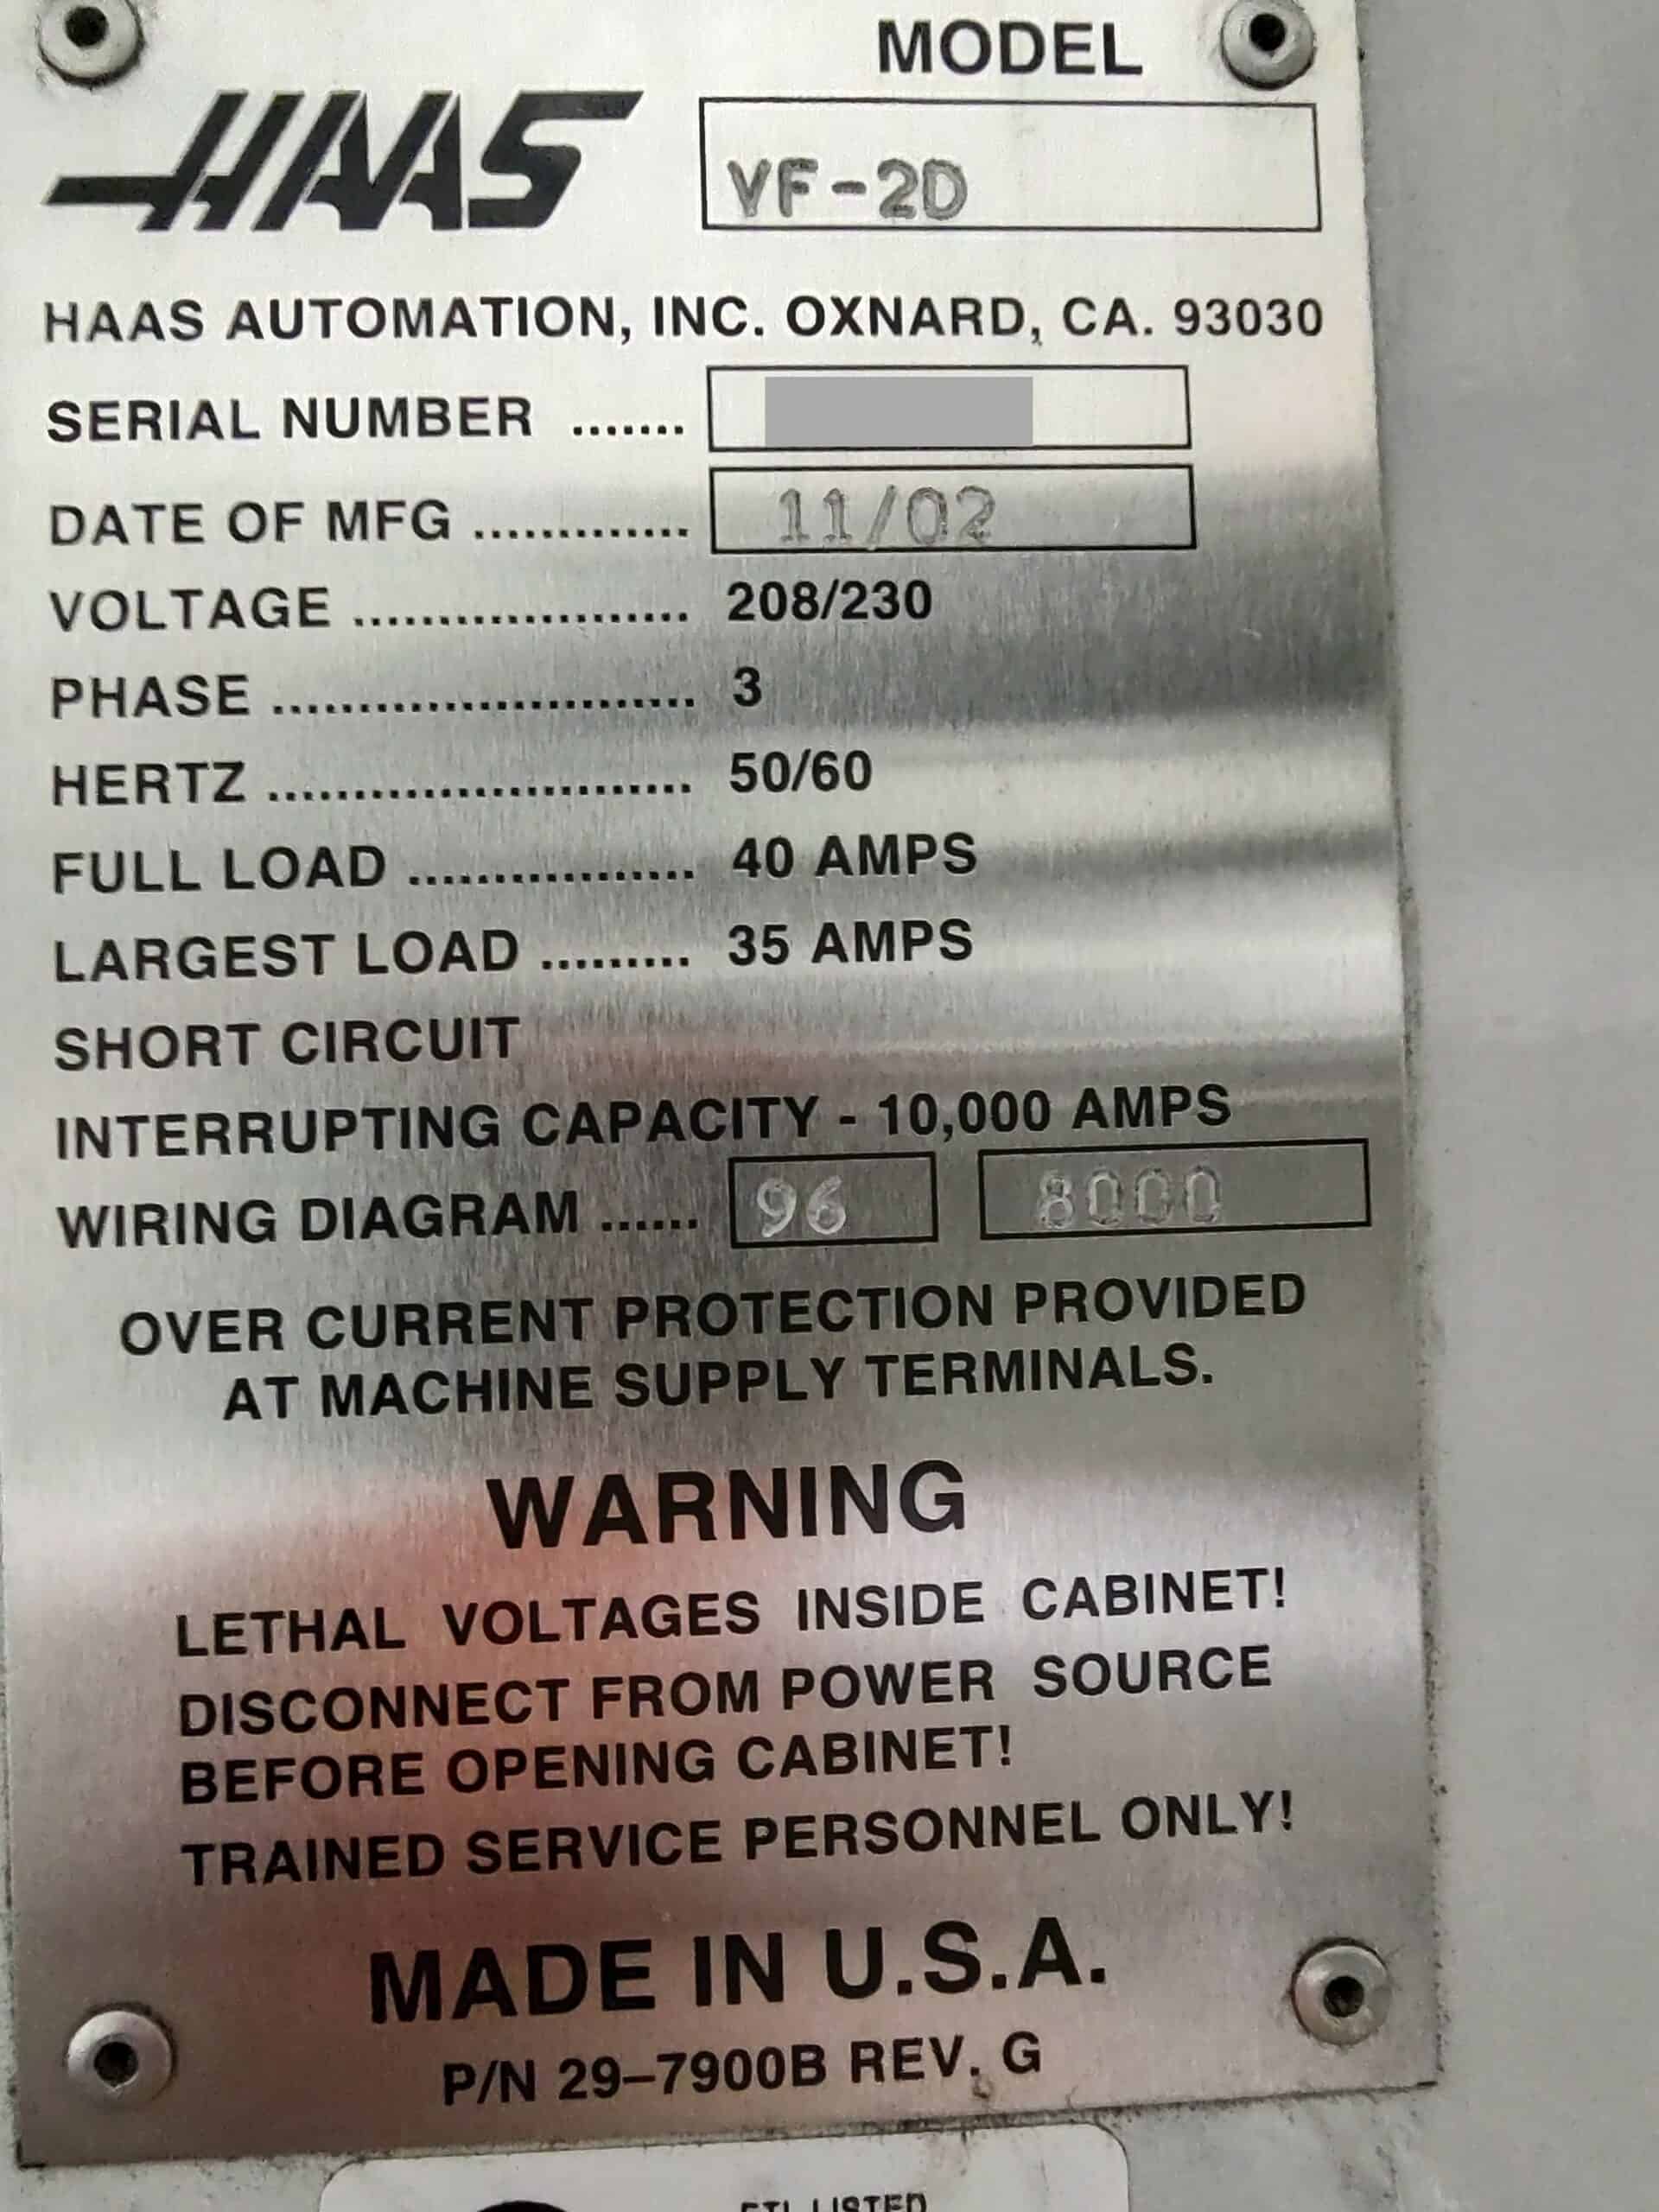 MODEL
HAAS
VF-2D
HAAS AUTOMATION, INC. OXNARD, CA. 93030
SERIAL NUMBER .......
DATE OF MFG ............. 11/02
VOLTAGE .................... 208/230
PHASE ......................... 3
HERTZ ......................... 50/60
FULL LOAD ................. 40 AMPS
LARGEST LOAD ......... 35 AMPS
SHORT CIRCUIT
INTERRUPTING CAPACITY - 10,000 AMPS
WIRING DIAGRAM ...... 96 8000
OVER CURRENT PROTECTION PROVIDED
AT MACHINE SUPPLY TERMINALS.
WARNING
LETHAL VOLTAGES INSIDE CABINET!
DISCONNECT FROM POWER SOURCE
BEFORE OPENING CABINET!
TRAINED SERVICE PERSONNEL ONLY!
MADE IN U.S.A.
P/N 29-7900B REV. G
ETL LISTED